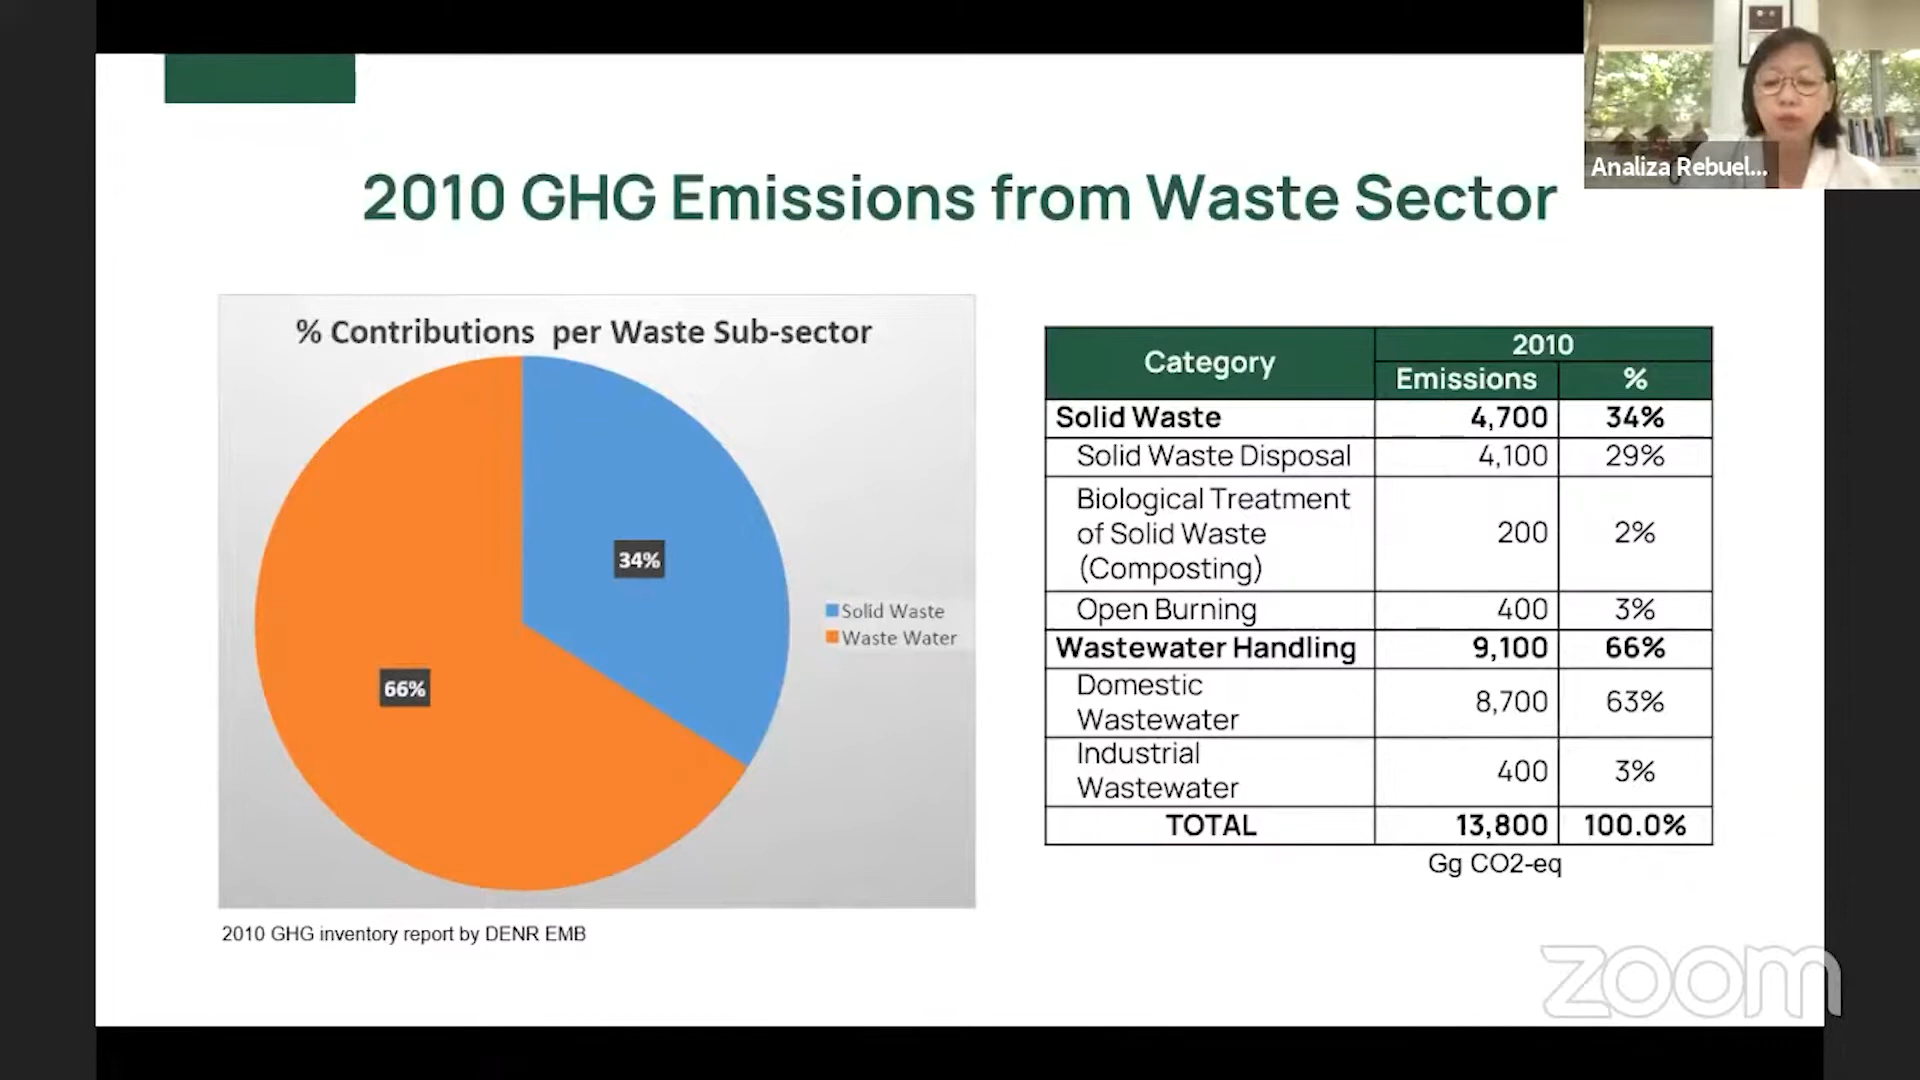 Analiza Rebuel...
2010 GHG Emissions from Waste Sector
% Contributions per Waste Sub-sector
34%
66%
Solid Waste
Waste Water
2010 GHG inventory report by DENR EMB
Category
2010
Emissions %
Solid Waste 4,700 34%
Solid Waste Disposal 4,100 29%
Biological Treatment
of Solid Waste 200 2%
(Composting)
Open Burning 400 3%
Wastewater Handling 9,100 66%
Domestic
Wastewater 8,700 63%
Industrial
Wastewater 400 3%
TOTAL 13,800 100.0%
Gg CO2-eq
zoom